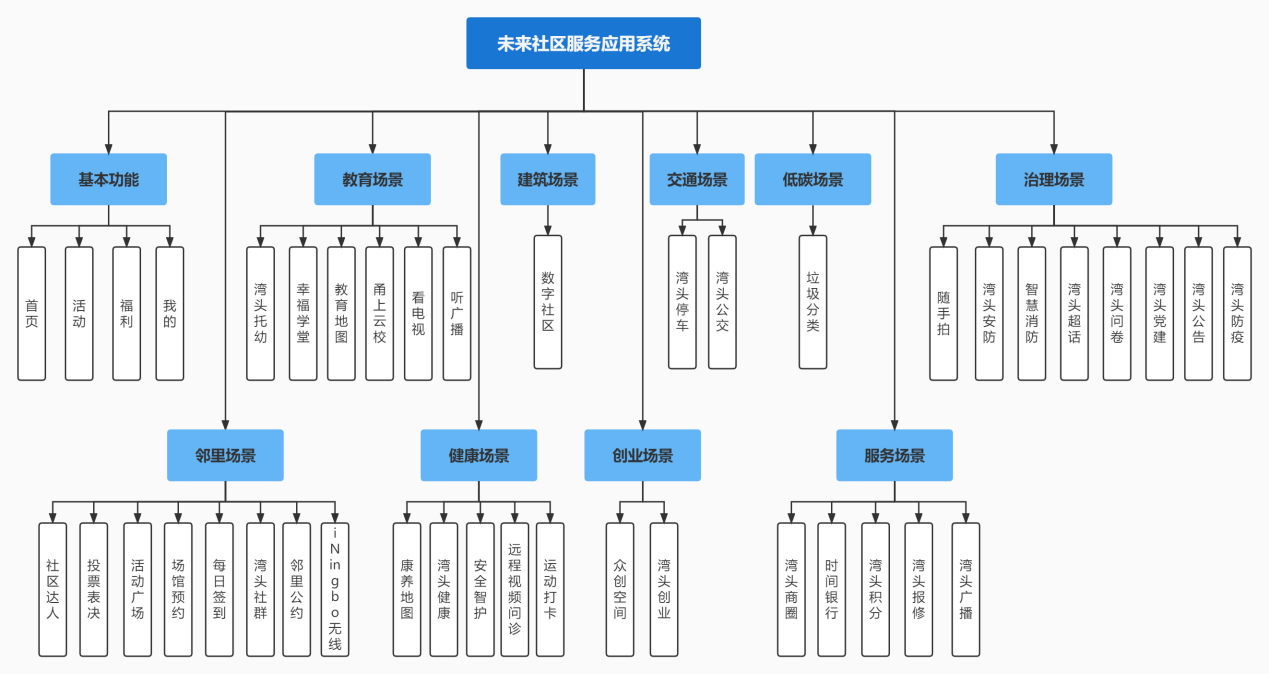 未来社区服务应用系统
基本功能
教育场景
建筑场景
交通场景
低碳场景
治理场景
首页
活动
福利
我的
湾头托幼
幸福学堂
教育地图
甬上云校
看电视
听广播
数字社区
湾头停车
湾头公交
垃圾分类
随手拍
湾头安防
智慧消防
湾头超话
湾头问卷
湾头党建
湾头公告
湾头防疫
邻里场景
健康场景
创业场景
服务场景
社区达人
投票表决
活动广场
场馆预约
每日签到
湾头社群
邻里公约
iNingbo无线
康养地图
湾头健康
安全智护
远程视频问诊
运动打卡
众创空间
湾头创业
湾头商圈
时间银行
湾头积分
湾头报修
湾头广播